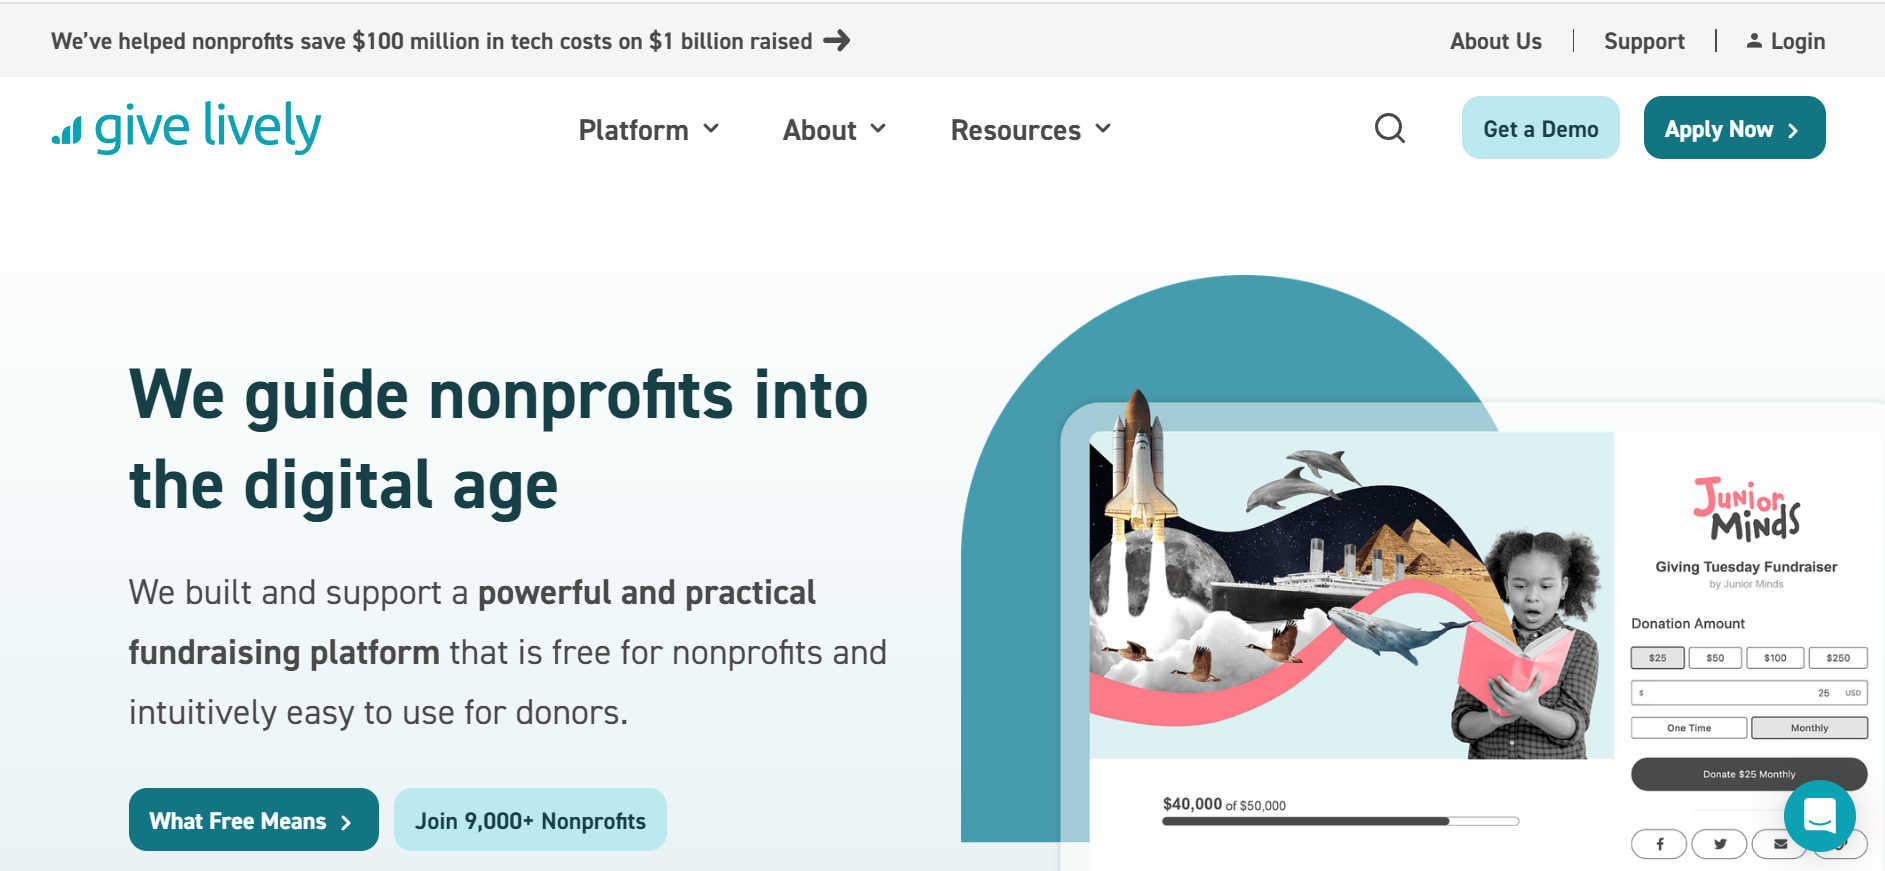 We've helped nonprofits save $100 million in tech costs on $1 billion raised
About Us
Support
Login
give lively
Platform
About
Resources
Get a Demo
Apply Now
We guide nonprofits into
the digital age
We built and support a powerful and practical
fundraising platform that is free for nonprofits and
intuitively easy to use for donors.
What Free Means
Join 9,000+ Nonprofits
$40,000 of $50,000
Junior
Minds
Giving Tuesday Fundraiser
by Junior Minds
Donation Amount
$25 $50 $100 $250
$ 25 USD
One Time Monthly
Donate $25 Monthly